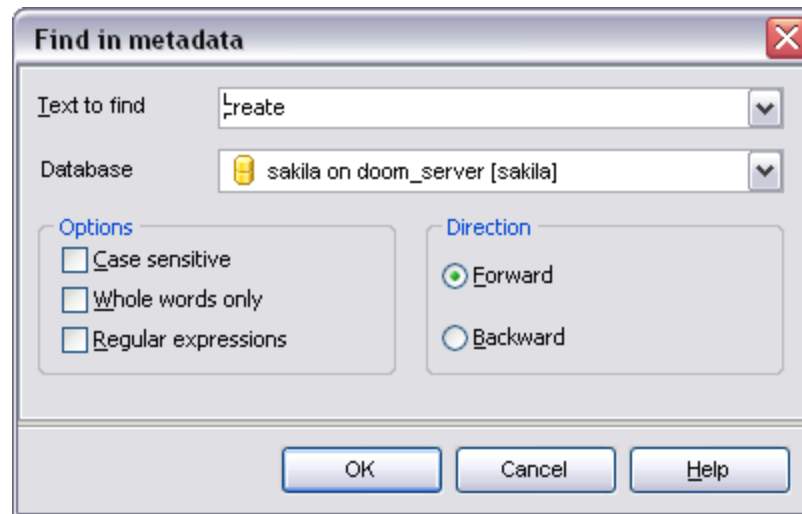 Find in metadata
Text to find
create
Database
sakila on doom_server [sakila]
Options
Direction
Case sensitive
Whole words only
Regular expressions
Forward
Backward
OK
Cancel
Help